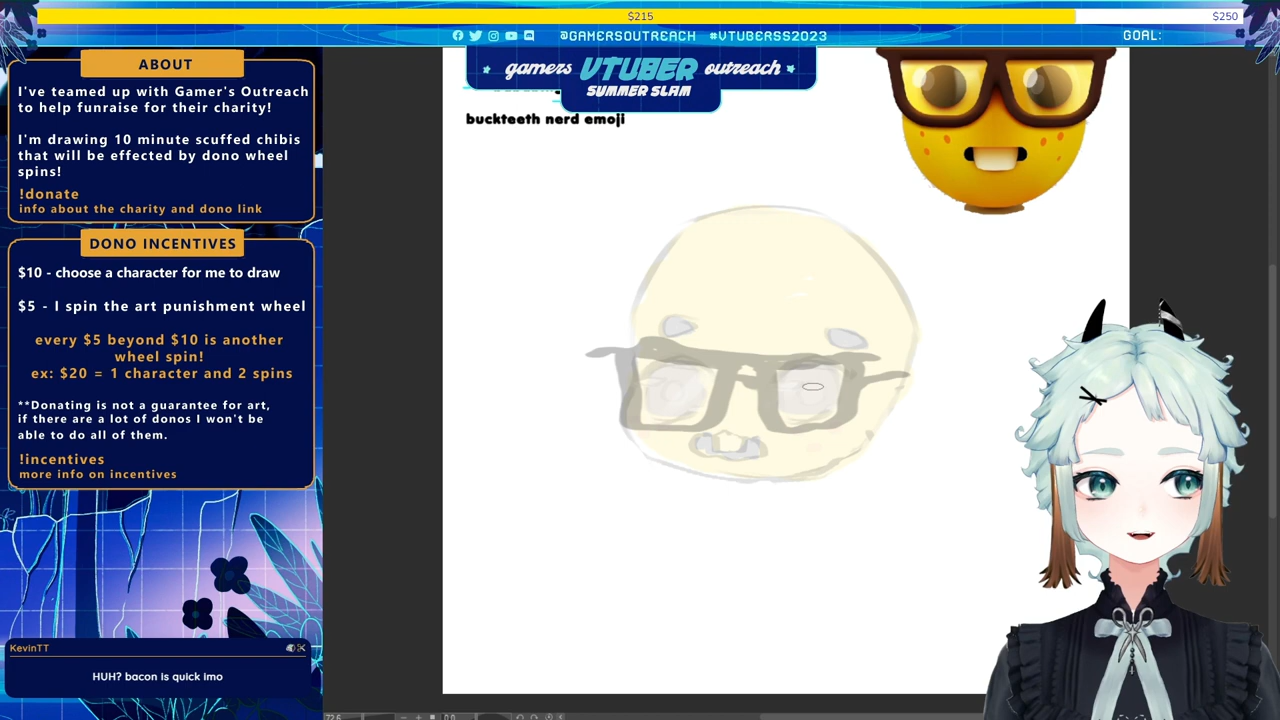 $215
$250
@GAMERSOUTREACH #VTUBERSS2023
GOAL:
gamers VTUBER outreach
SUMMER SLAM
buckteeth nerd emoji
ABOUT
I've teamed up with Gamer's Outreach
to help funraise for their charity!
I'm drawing 10 minute scuffed chibis
that will be effected by dono wheel
spins!
!donate
info about the charity and dono link
DONO INCENTIVES
$10 - choose a character for me to draw
$5 - I spin the art punishment wheel
every $5 beyond $10 is another
wheel spin!
ex: $20 = 1 character and 2 spins
**Donating is not a guarantee for art,
if there are a lot of donos I won't be
able to do all of them.
!incentives
more info on incentives
KevinTT
HUH? bacon is quick imo
72.6
0.0